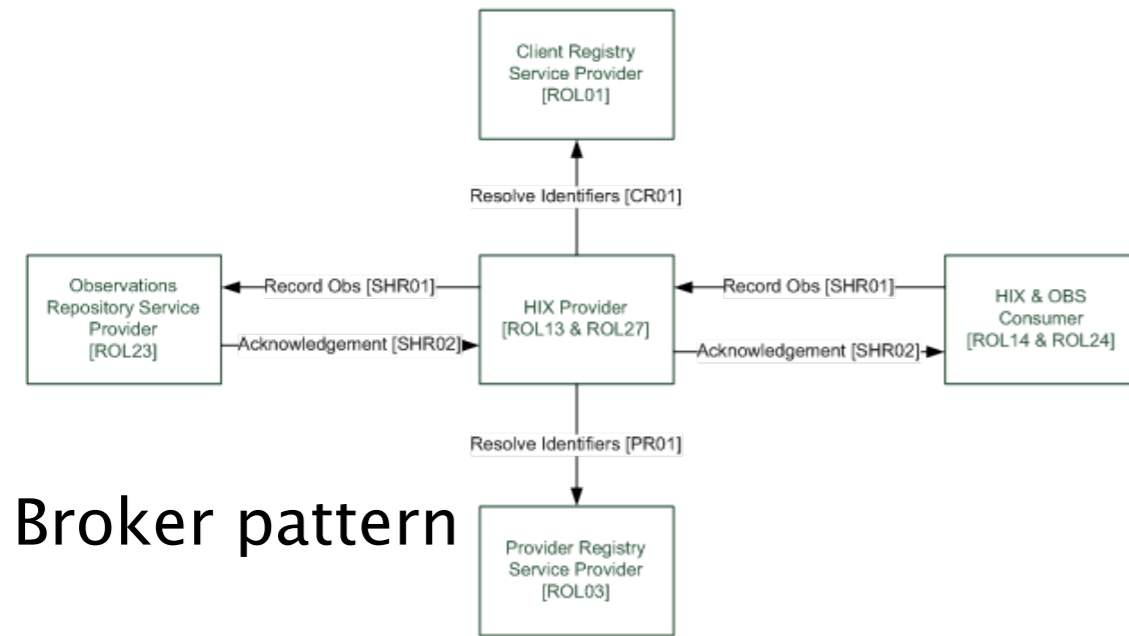 Client Registry
Service Provider
[ROL01]
Resolve Identifiers [CR01]
Observations
Repository Service
Provider
[ROL23]
Record Obs [SHR01]
Acknowledgement [SHR02]
HIX Provider
[ROL13 & ROL27]
Record Obs [SHR01]
Acknowledgement [SHR02]
HIX & OBS
Consumer
[ROL14 & ROL24]
Resolve Identifiers [PR01]
Broker pattern
Provider Registry
Service Provider
[ROL03]